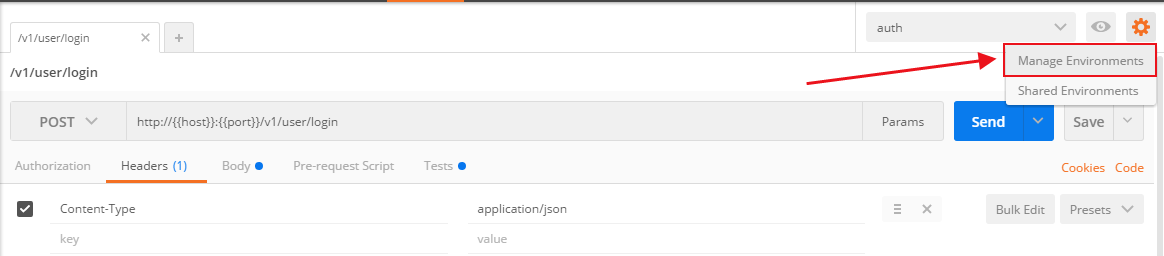 /v1/user/login
auth
/v1/user/login
Manage Environments
Shared Environments
POST http://{{host}}:{{port}}/v1/user/login Params Send Save
Authorization Headers (1) Body Pre-request Script Tests Cookies Code
Content-Type application/json Bulk Edit Presets
key value